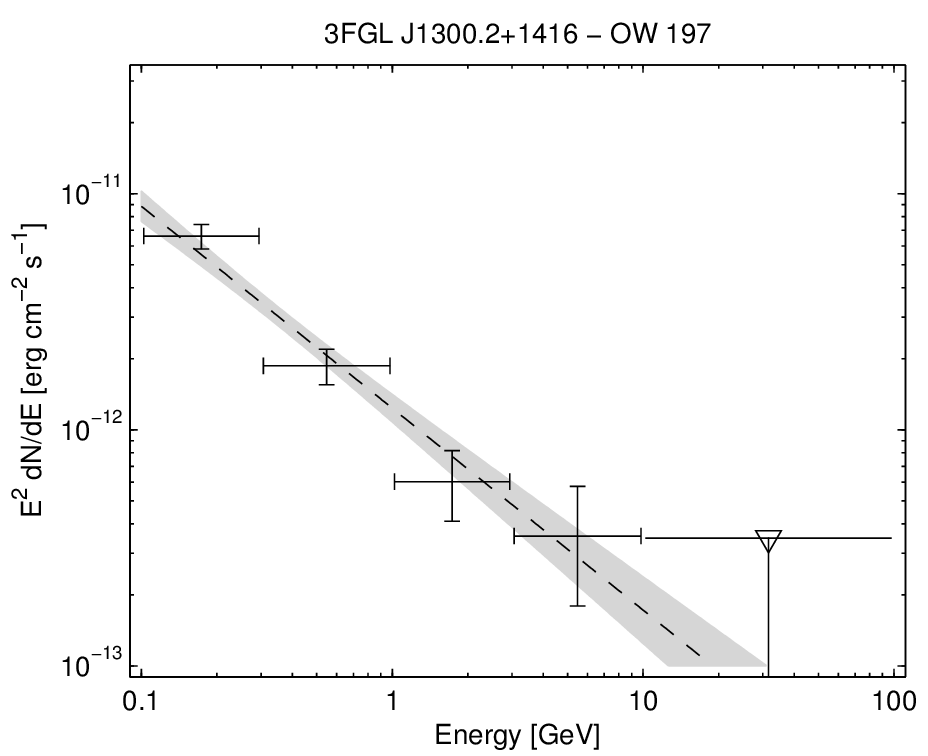 3FGL J1300.2+1416 − OW 197
E² dN/dE [erg cm⁻² s⁻¹]
10⁻¹¹
10⁻¹²
10⁻¹³
0.1 1 10 100
Energy [GeV]